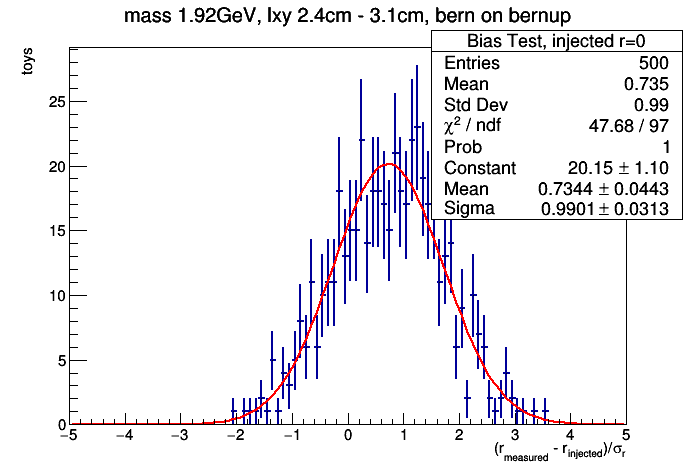 mass 1.92GeV, lxy 2.4cm - 3.1cm, bern on bernup
Bias Test, injected r=0
Entries 500
Mean 0.735
Std Dev 0.99
χ² / ndf 47.68 / 97
Prob 1
Constant 20.15 ± 1.10
Mean 0.7344 ± 0.0443
Sigma 0.9901 ± 0.0313
toys
25
20
15
10
5
0
−5 −4 −3 −2 −1 0 1 2 3 4 5
(r_measured - r_injected)/σ_r